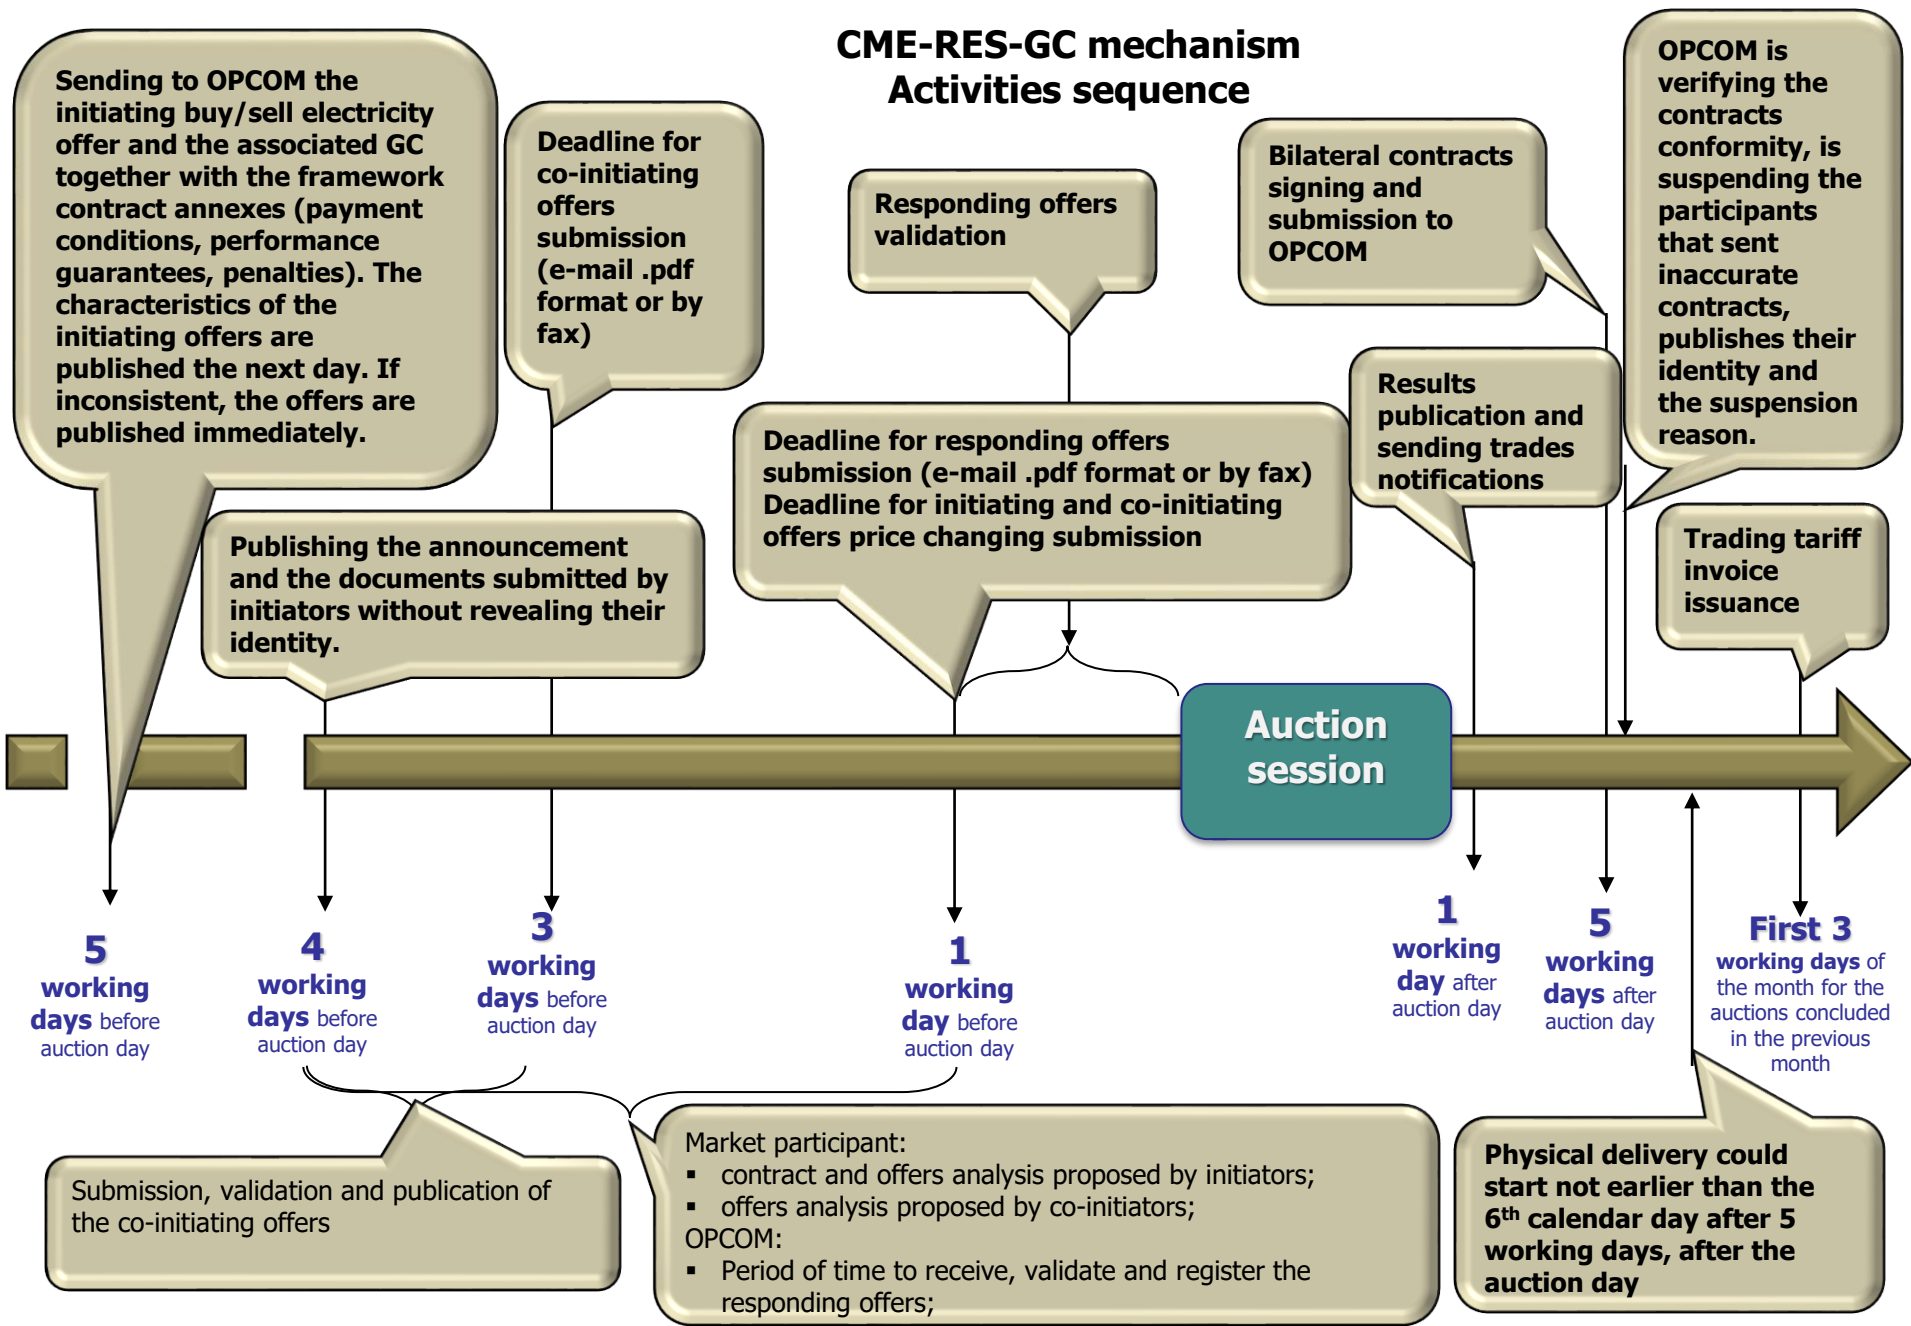 CME-RES-GC mechanism
Activities sequence
Sending to OPCOM the
initiating buy/sell electricity
offer and the associated GC
together with the framework
contract annexes (payment
conditions, performance
guarantees, penalties). The
characteristics of the
initiating offers are
published the next day. If
inconsistent, the offers are
published immediately.
Deadline for
co-initiating
offers
submission
(e-mail .pdf
format or by
fax)
Responding offers
validation
Bilateral contracts
signing and
submission to
OPCOM
OPCOM is
verifying the
contracts
conformity, is
suspending the
participants
that sent
inaccurate
contracts,
publishes their
identity and
the suspension
reason.
Publishing the announcement
and the documents submitted by
initiators without revealing their
identity.
Deadline for responding offers
submission (e-mail .pdf format or by fax)
Deadline for initiating and co-initiating
offers price changing submission
Results
publication and
sending trades
notifications
Trading tariff
invoice
issuance
Auction
session
5
working
days before
auction day
4
working
days before
auction day
3
working
days before
auction day
1
working
day before
auction day
1
working
day after
auction day
5
working
days after
auction day
First 3
working days of
the month for the
auctions concluded
in the previous
month
Submission, validation and publication of
the co-initiating offers
Market participant:
▪ contract and offers analysis proposed by initiators;
▪ offers analysis proposed by co-initiators;
OPCOM:
▪ Period of time to receive, validate and register the
responding offers;
Physical delivery could
start not earlier than the
6th calendar day after 5
working days, after the
auction day